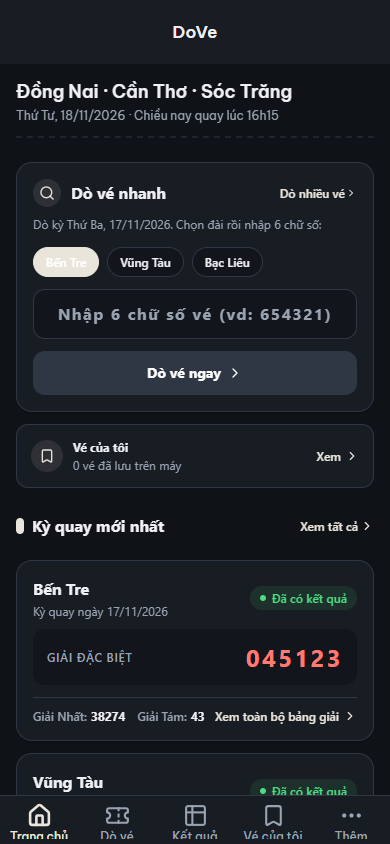 DoVe
Đồng Nai · Cần Thơ · Sóc Trăng
Thứ Tư, 18/11/2026 · Chiều nay quay lúc 16h15
Dò vé nhanh
Dò nhiều vé
Dò kỳ Thứ Ba, 17/11/2026. Chọn đài rồi nhập 6 chữ số:
Bến Tre
Vũng Tàu
Bạc Liêu
Nhập 6 chữ số vé (vd: 654321)
Dò vé ngay
Vé của tôi
0 vé đã lưu trên máy
Xem
Kỳ quay mới nhất
Xem tất cả
Bến Tre
Kỳ quay ngày 17/11/2026
Đã có kết quả
GIẢI ĐẶC BIỆT
045123
Giải Nhất: 38274 Giải Tám: 43 Xem toàn bộ bảng giải
Vũng Tàu
Đã có kết quả
Trang chủ
Dò vé
Kết quả
Vé của tôi
Thêm